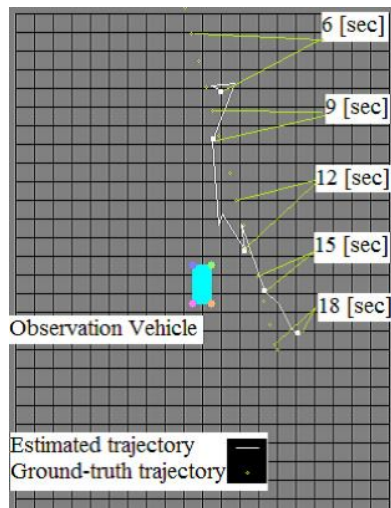 6 [sec]
9 [sec]
12 [sec]
15 [sec]
18 [sec]
Observation Vehicle
Estimated trajectory
Ground-truth trajectory